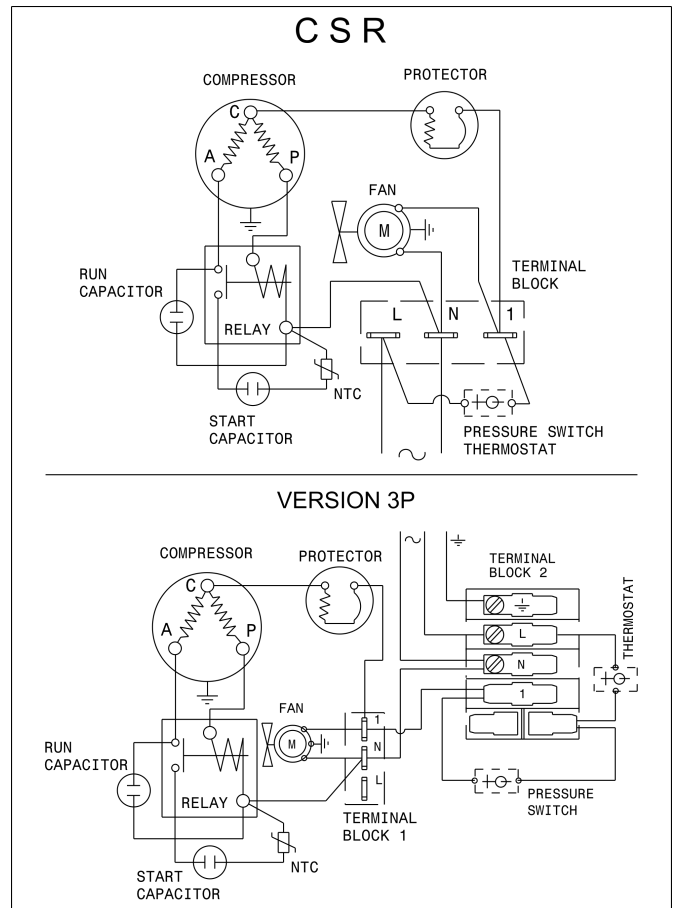 C S R
COMPRESSOR
PROTECTOR
C
A
P
FAN
M
RUN
CAPACITOR
RELAY
TERMINAL
BLOCK
L N 1
NTC
START
CAPACITOR
PRESSURE SWITCH
THERMOSTAT
VERSION 3P
COMPRESSOR
PROTECTOR
TERMINAL
BLOCK 2
C
A
P
L
N
1
THERMOSTAT
FAN
M
1
N
L
RUN
CAPACITOR
RELAY
TERMINAL
BLOCK 1
PRESSURE
SWITCH
NTC
START
CAPACITOR